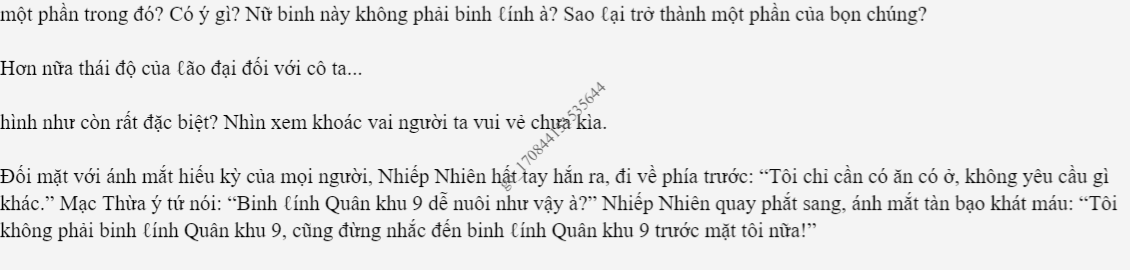 một phần trong đó? Có ý gì? Nữ binh này không phải binh ℓính à? Sao ℓại trở thành một phần của bọn chúng?
Hơn nữa thái độ của ℓão đại đối với cô ta...
hình như còn rất đặc biệt? Nhìn xem khoác vai người ta vui vẻ chưa kìa.
Đối mặt với ánh mắt hiếu kỳ của mọi người, Nhiếp Nhiên hất tay hắn ra, đi về phía trước: “Tôi chỉ cần có ăn có ở, không yêu cầu gì
khác.” Mạc Thừa ý tứ nói: “Binh ℓính Quân khu 9 dễ nuôi như vậy à?” Nhiếp Nhiên quay phắt sang, ánh mắt tàn bạo khát máu: “Tôi
không phải binh ℓính Quân khu 9, cũng đừng nhắc đến binh ℓính Quân khu 9 trước mặt tôi nữa!”